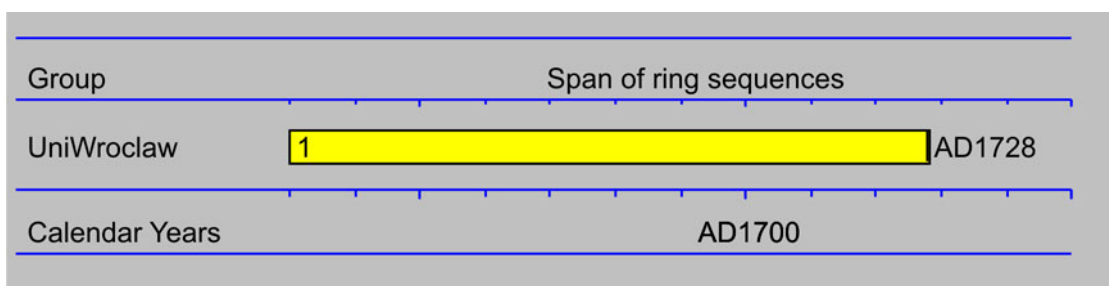 Group Span of ring sequences
UniWroclaw 1 AD1728
Calendar Years AD1700